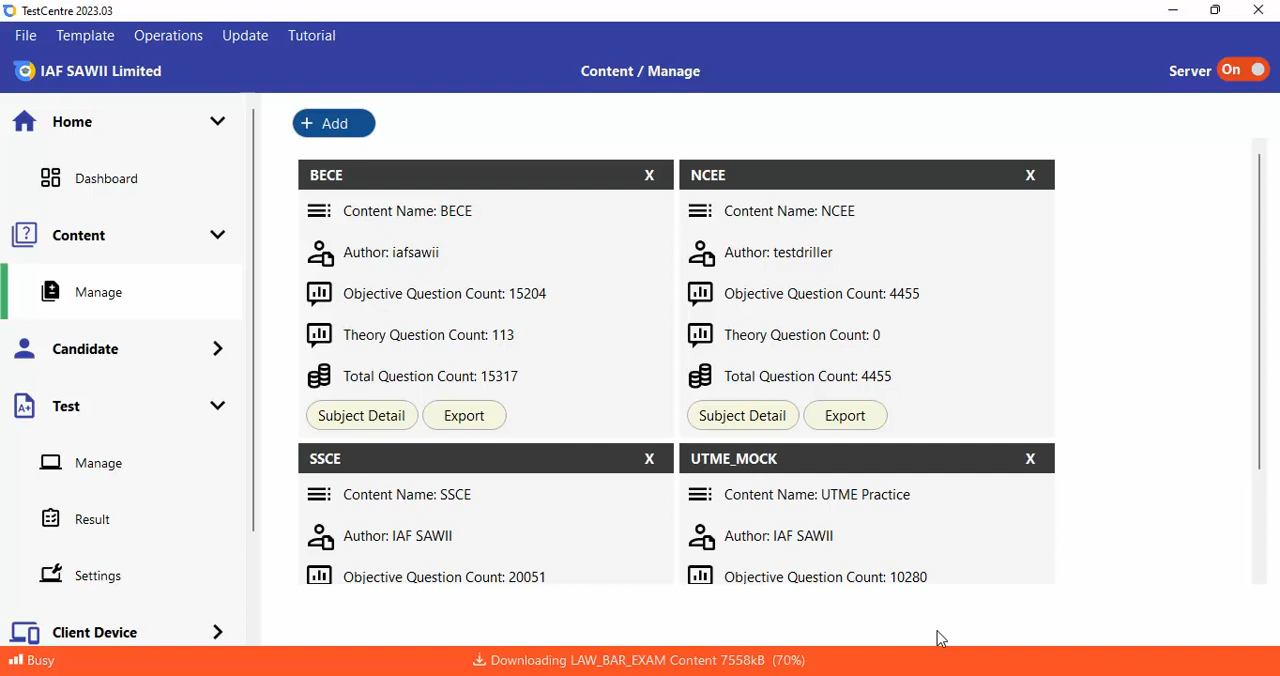 TestCentre 2023.03
File Template Operations Update Tutorial
IAF SAWII Limited
Content / Manage
Server On
Home
Dashboard
Content
Manage
Candidate
Test
Manage
Result
Settings
Client Device
+ Add
BECE X
Content Name: BECE
Author: iafsawii
Objective Question Count: 15204
Theory Question Count: 113
Total Question Count: 15317
Subject Detail Export
NCEE X
Content Name: NCEE
Author: testdriller
Objective Question Count: 4455
Theory Question Count: 0
Total Question Count: 4455
Subject Detail Export
SSCE X
Content Name: SSCE
Author: IAF SAWII
Objective Question Count: 20051
UTME_MOCK X
Content Name: UTME Practice
Author: IAF SAWII
Objective Question Count: 10280
Busy
Downloading LAW_BAR_EXAM Content 7558kB (70%)